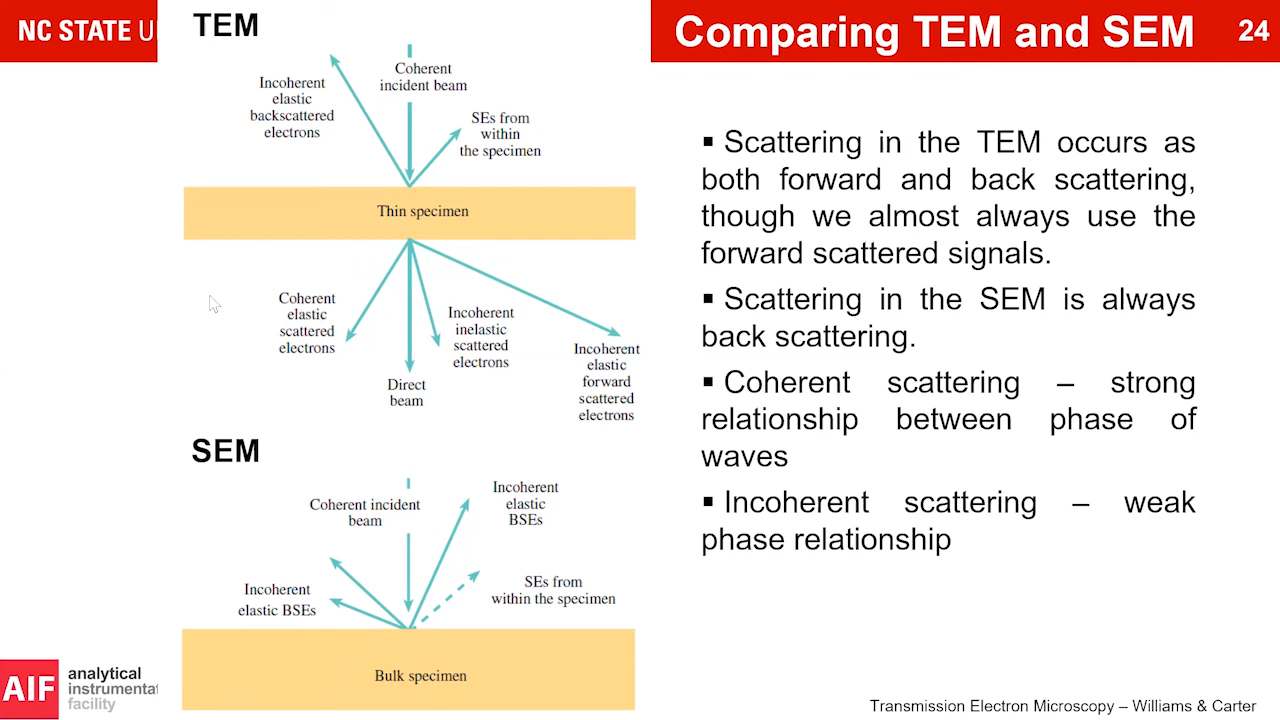 NC STATE U
TEM
Comparing TEM and SEM
24
Coherent
incident beam
Incoherent
elastic
backscattered
electrons
SEs from
within
the specimen
Thin specimen
Coherent
elastic
scattered
electrons
Direct
beam
Incoherent
inelastic
scattered
electrons
Incoherent
elastic
forward
scattered
electrons
SEM
Coherent incident
beam
Incoherent
elastic
BSEs
Incoherent
elastic BSEs
SEs from
within the specimen
Bulk specimen
▪ Scattering in the TEM occurs as
both forward and back scattering,
though we almost always use the
forward scattered signals.
▪ Scattering in the SEM is always
back scattering.
▪ Coherent scattering – strong
relationship between phase of
waves
▪ Incoherent scattering – weak
phase relationship
AIF
analytical
instrumentat
facility
Transmission Electron Microscopy – Williams & Carter